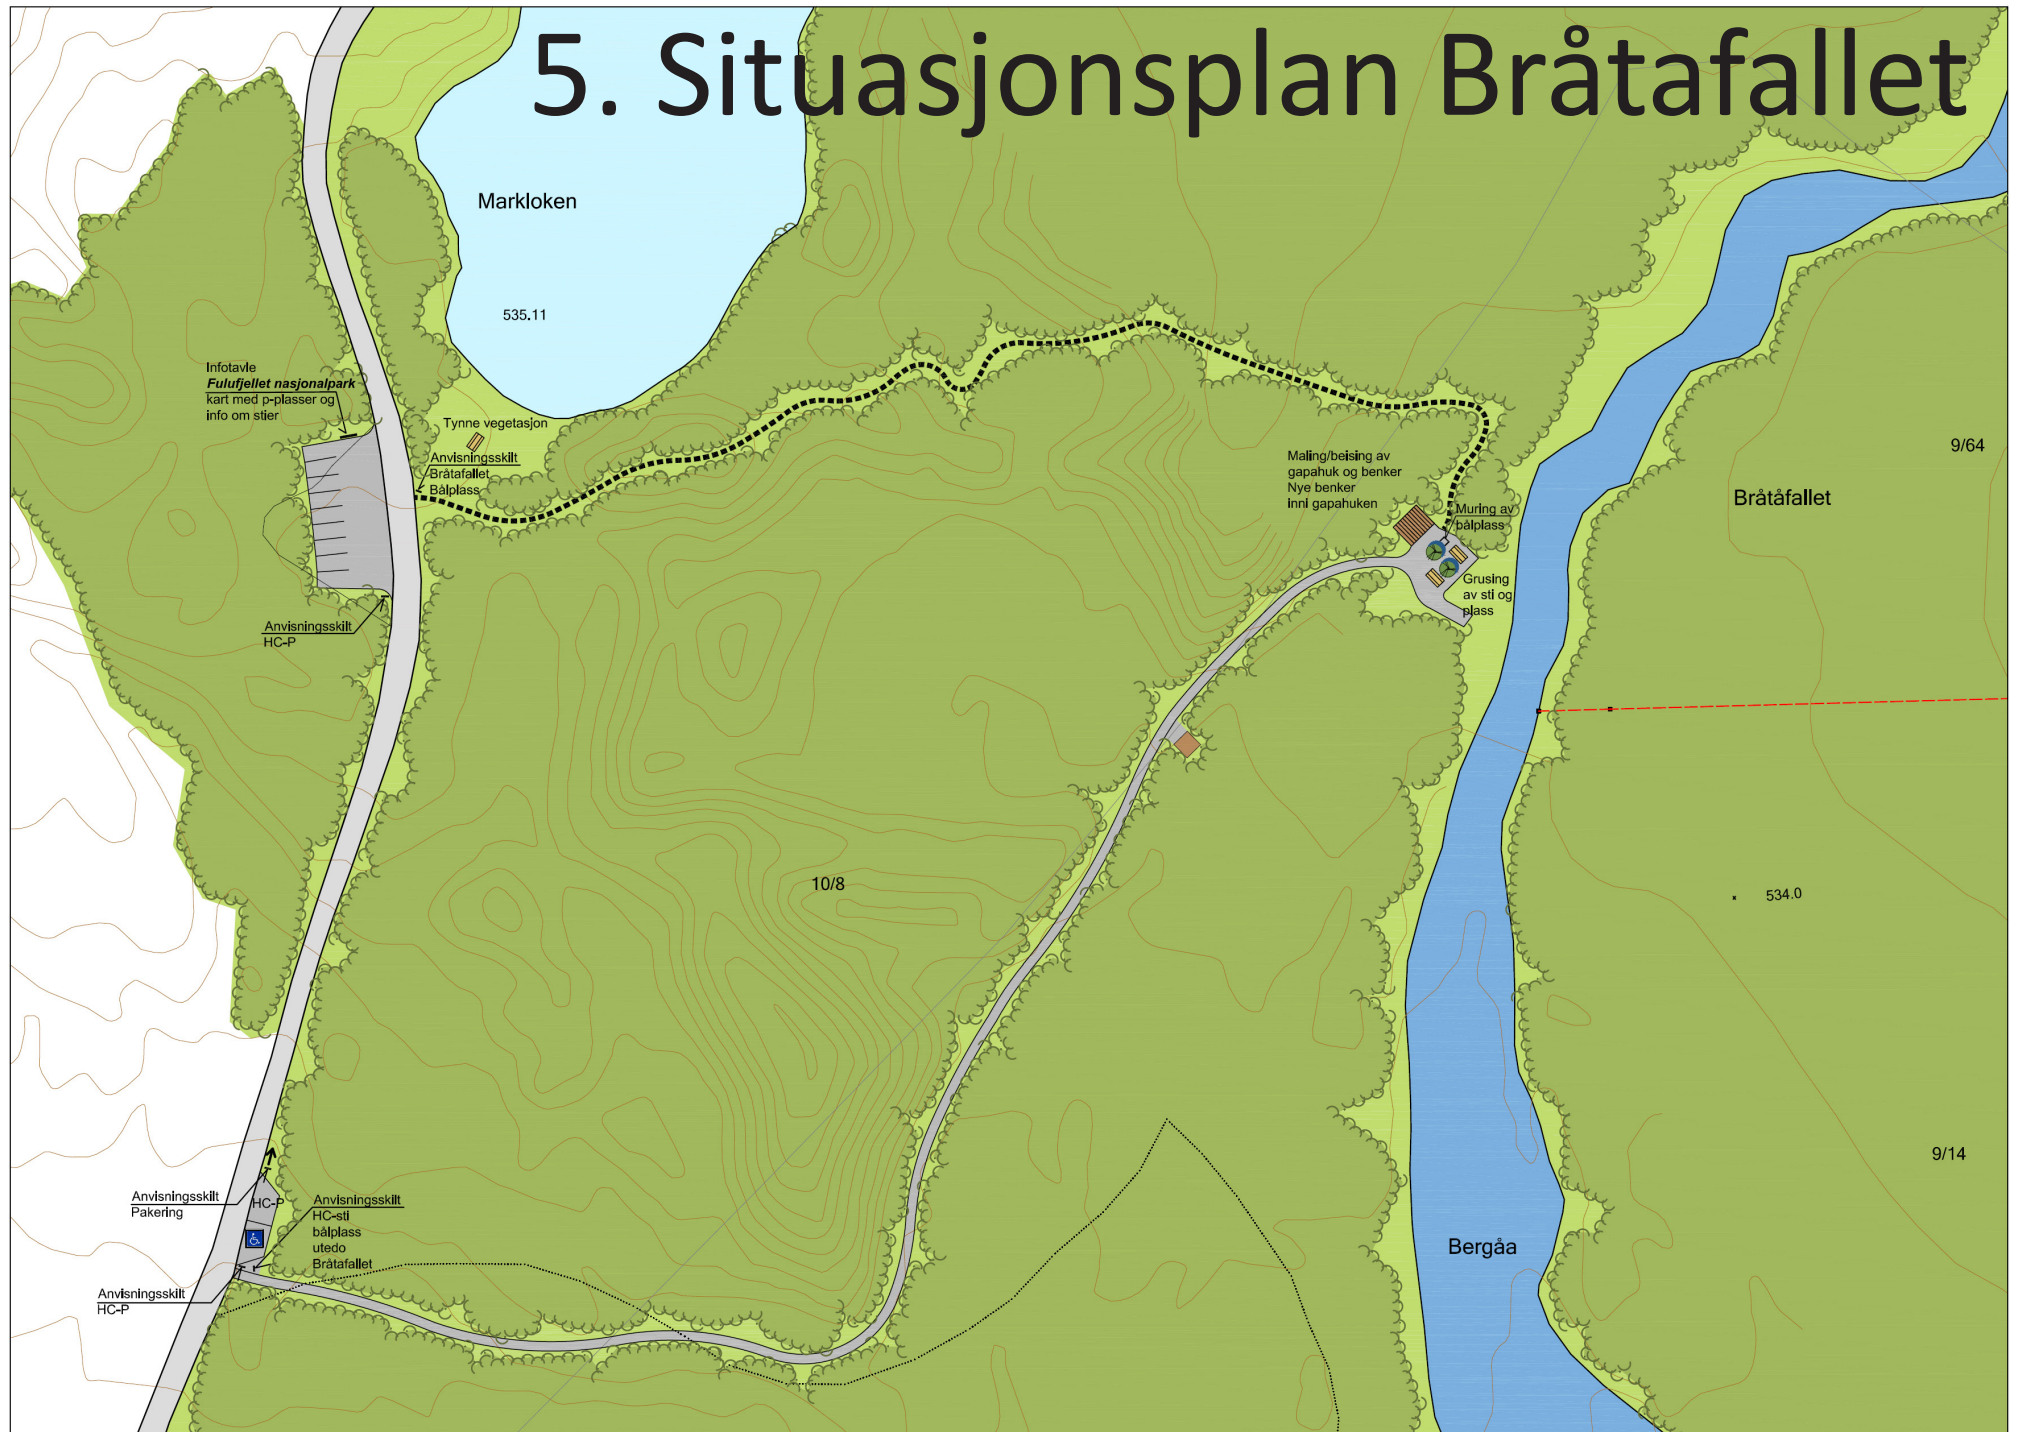 5. Situasjonsplan Bråtafallet
Markloken
535.11
Infotavle
Fulufjellet nasjonalpark
kart med p-plasser og
info om stier
Tynne vegetasjon
Anvisningsskilt
Bråtafallet
Bålplass
Anvisningsskilt
HC-P
Maling/beising av
gapahuk og benker
Nye benker
inni gapahuken
Muring av
bålplass
Grusing
av sti og
plass
9/64
Bråtåfallet
10/8
534.0
9/14
Bergåa
Anvisningsskilt
Pakering
HC-P
Anvisningsskilt
HC-sti
bålplass
utedo
Bråtafallet
Anvisningsskilt
HC-P